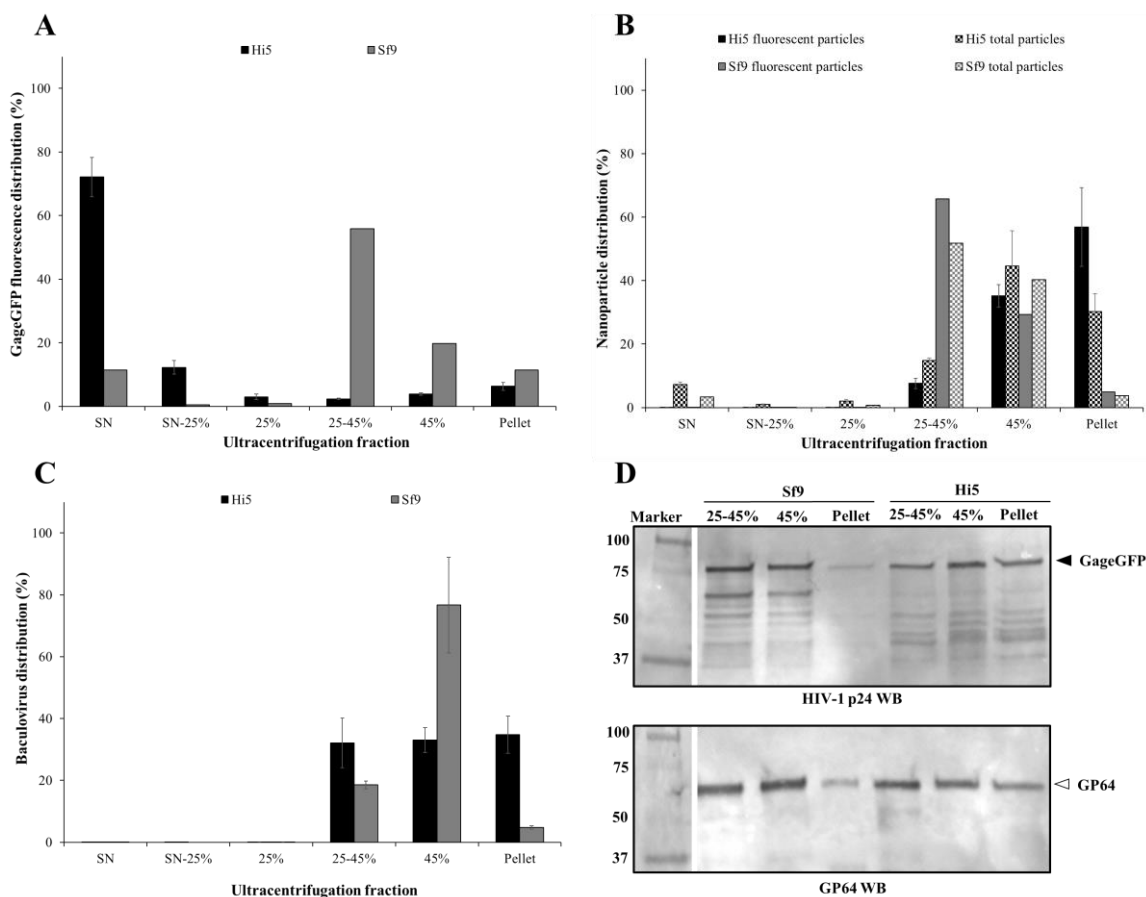 A
Hi5 Sf9
GageGFP fluorescence distribution (%)
100
80
60
40
20
0
SN SN-25% 25% 25-45% 45% Pellet
Ultracentrifugation fraction
B
Hi5 fluorescent particles Hi5 total particles
Sf9 fluorescent particles Sf9 total particles
Nanoparticle distribution (%)
100
80
60
40
20
0
SN SN-25% 25% 25-45% 45% Pellet
Ultracentrifugation fraction
C
Hi5 Sf9
Baculovirus distribution (%)
100
80
60
40
20
0
SN SN-25% 25% 25-45% 45% Pellet
Ultracentrifugation fraction
D
Sf9 Hi5
Marker 25-45% 45% Pellet 25-45% 45% Pellet
100
75
50
37
GageGFP
HIV-1 p24 WB
100
75
50
37
GP64
GP64 WB